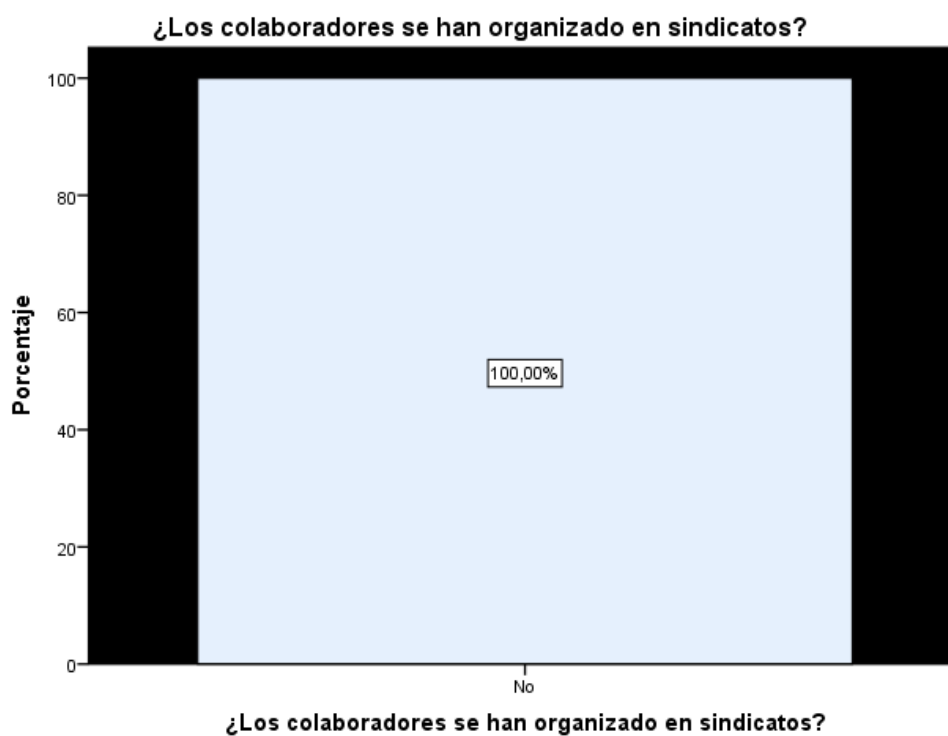 ¿Los colaboradores se han organizado en sindicatos?
Porcentaje
100
80
60
40
20
0
100,00%
No
¿Los colaboradores se han organizado en sindicatos?